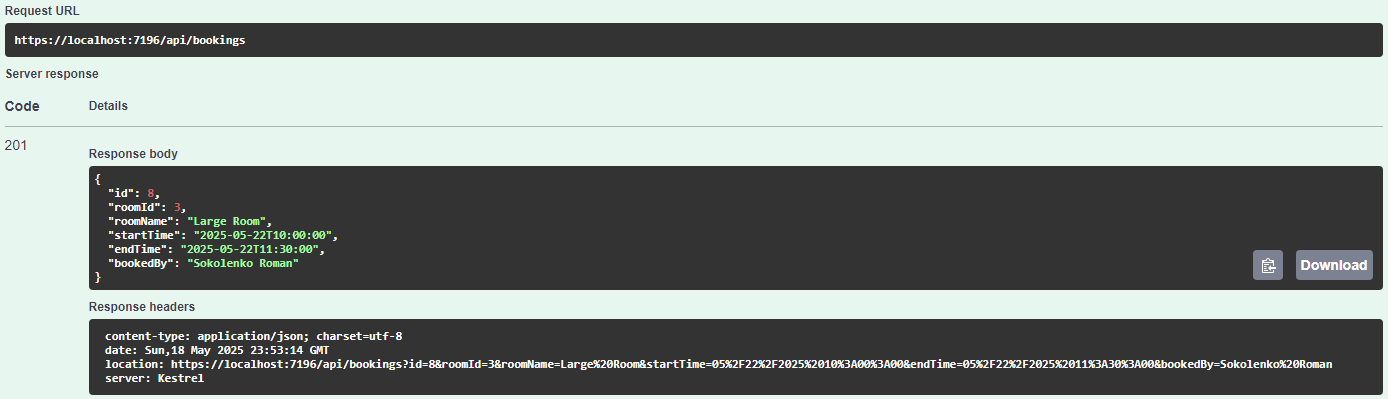 Request URL
https://localhost:7196/api/bookings
Server response
Code Details
201
Response body
{
"id": 8,
"roomId": 3,
"roomName": "Large Room",
"startTime": "2025-05-22T10:00:00",
"endTime": "2025-05-22T11:30:00",
"bookedBy": "Sokolenko Roman"
}
Download
Response headers
content-type: application/json; charset=utf-8
date: Sun,18 May 2025 23:53:14 GMT
location: https://localhost:7196/api/bookings?id=8&roomId=3&roomName=Large%20Room&startTime=05%2F22%2F2025%2010%3A00%3A00&endTime=05%2F22%2F2025%2011%3A30%3A00&bookedBy=Sokolenko%20Roman
server: Kestrel